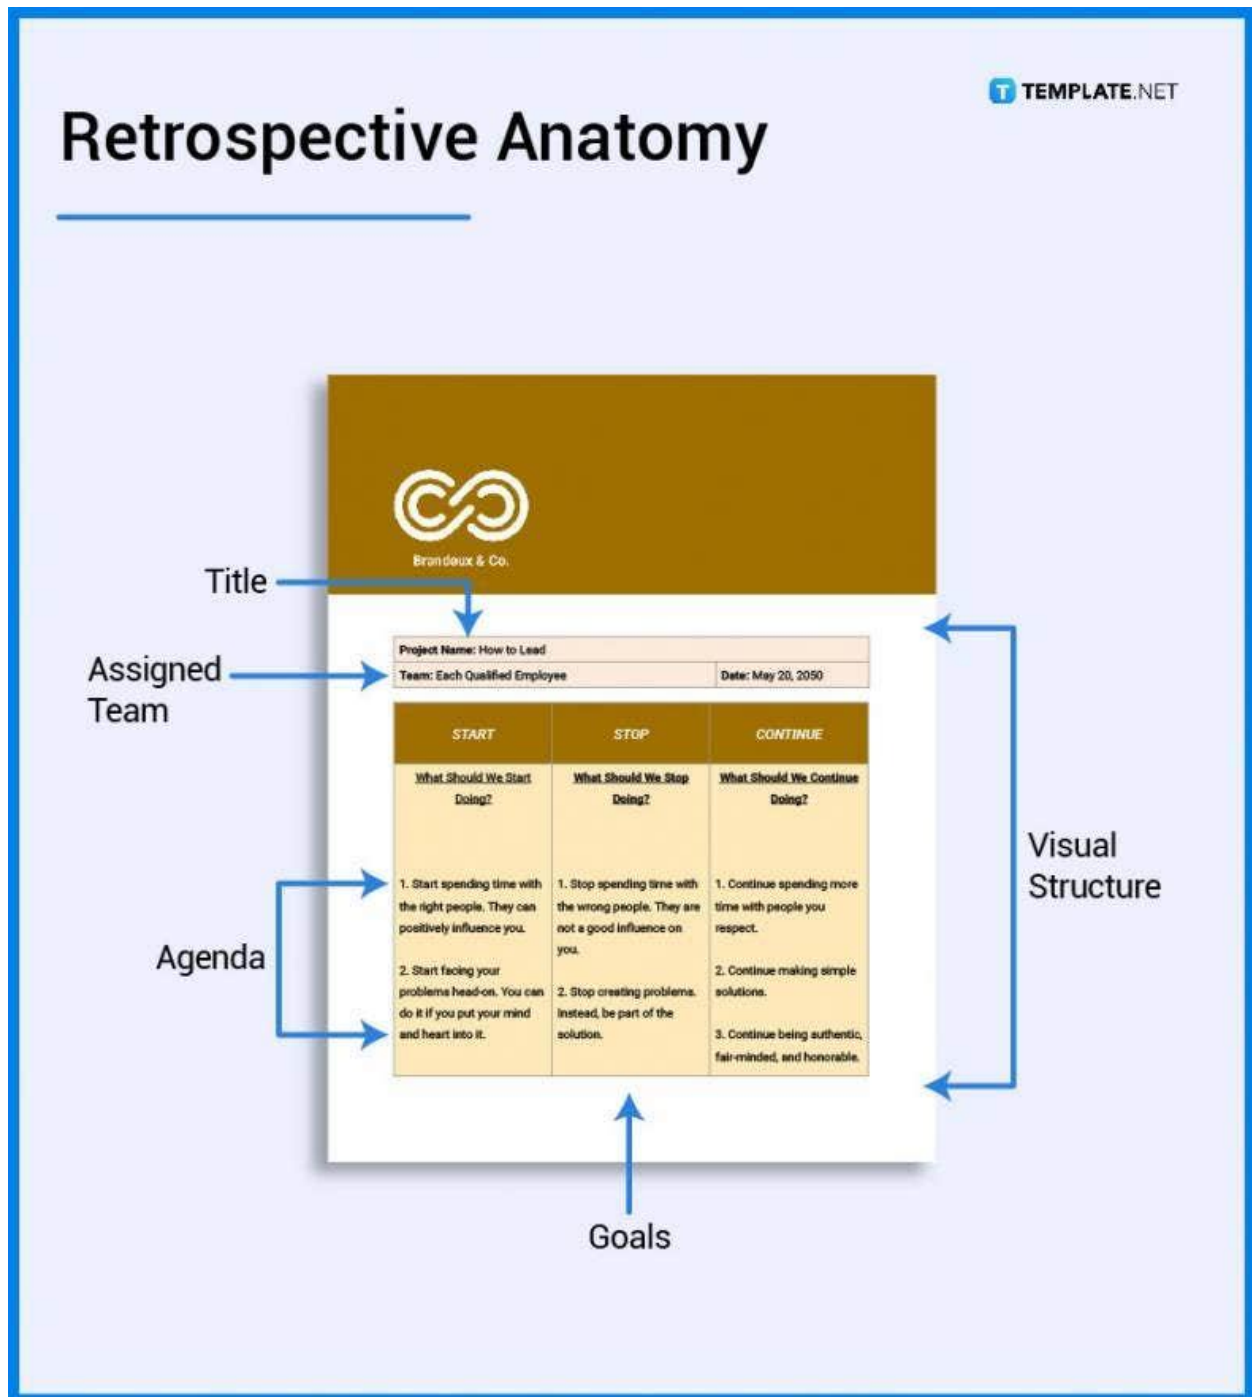 TEMPLATE.NET
Retrospective Anatomy
Brandoux & Co.
Title
Project Name: How to Lead
Assigned
Team
Team: Each Qualified Employee
Date: May 20, 2050
START
STOP
CONTINUE
What Should We Start
Doing?
What Should We Stop
Doing?
What Should We Continue
Doing?
Agenda
1. Start spending time with
the right people. They can
positively influence you.
2. Start facing your
problems head-on. You can
do it if you put your mind
and heart into it.
1. Stop spending time with
the wrong people. They are
not a good influence on
you.
2. Stop creating problems.
Instead, be part of the
solution.
1. Continue spending more
time with people you
respect.
2. Continue making simple
solutions.
3. Continue being authentic,
fair-minded, and honorable.
Visual
Structure
Goals